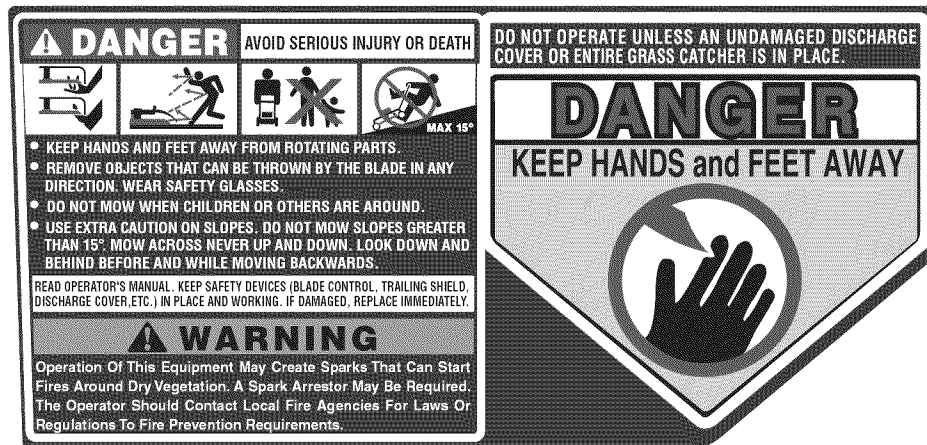 DANGER
AVOID SERIOUS INJURY OR DEATH
MAX 15°
• KEEP HANDS AND FEET AWAY FROM ROTATING PARTS.
• REMOVE OBJECTS THAT CAN BE THROWN BY THE BLADE IN ANY
DIRECTION. WEAR SAFETY GLASSES.
• DO NOT MOW WHEN CHILDREN OR OTHERS ARE AROUND.
• USE EXTRA CAUTION ON SLOPES. DO NOT MOW SLOPES GREATER
THAN 15°. MOW ACROSS NEVER UP AND DOWN. LOOK DOWN AND
BEHIND BEFORE AND WHILE MOVING BACKWARDS.
READ OPERATOR'S MANUAL. KEEP SAFETY DEVICES (BLADE CONTROL, TRAILING SHIELD,
DISCHARGE COVER,ETC.) IN PLACE AND WORKING. IF DAMAGED, REPLACE IMMEDIATELY.
WARNING
Operation Of This Equipment May Create Sparks That Can Start
Fires Around Dry Vegetation. A Spark Arrestor May Be Required.
The Operator Should Contact Local Fire Agencies For Laws Or
Regulations To Fire Prevention Requirements.
DO NOT OPERATE UNLESS AN UNDAMAGED DISCHARGE
COVER OR ENTIRE GRASS CATCHER IS IN PLACE.
DANGER
KEEP HANDS and FEET AWAY